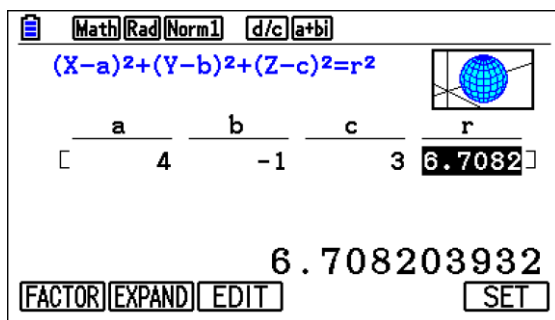 Math Rad Norm1 d/c a+bi
(X-a)²+(Y-b)²+(Z-c)²=r²
a b c r
[ 4 -1 3 6.7082 ]
6.708203932
FACTOR EXPAND EDIT SET